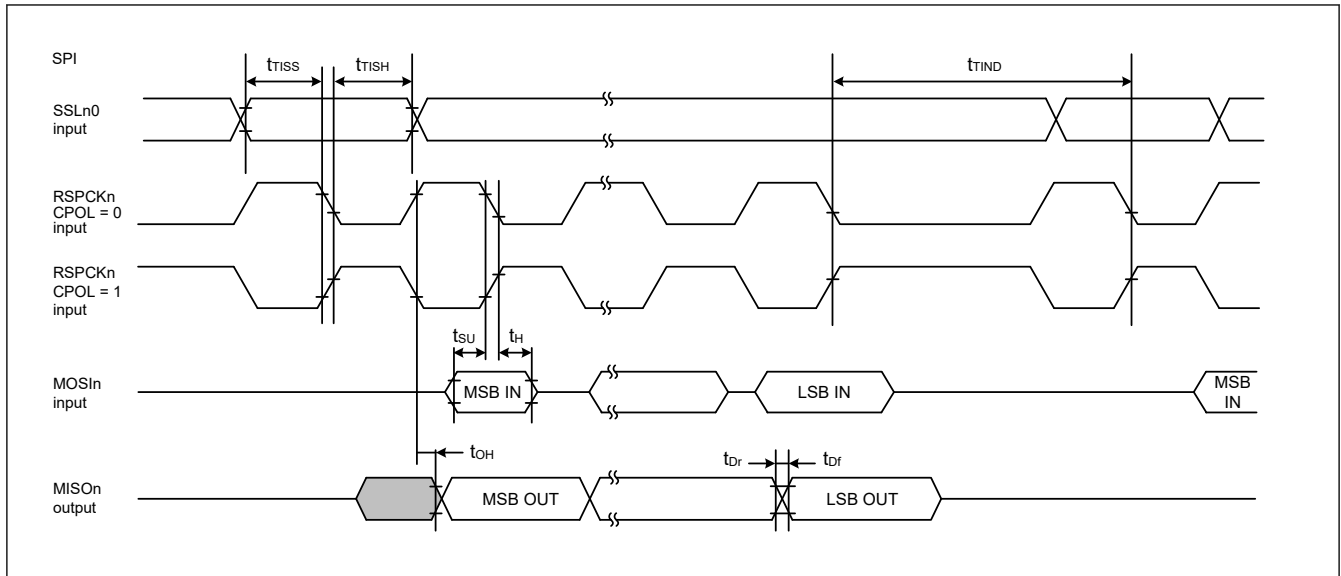 SPI
tTISS
tTISH
tTIND
SSLn0
input
RSPCKn
CPOL = 0
input
RSPCKn
CPOL = 1
input
tSU
tH
MOSIn
input
MSB IN
LSB IN
MSB
IN
tOH
tDr
tDf
MISOn
output
MSB OUT
LSB OUT